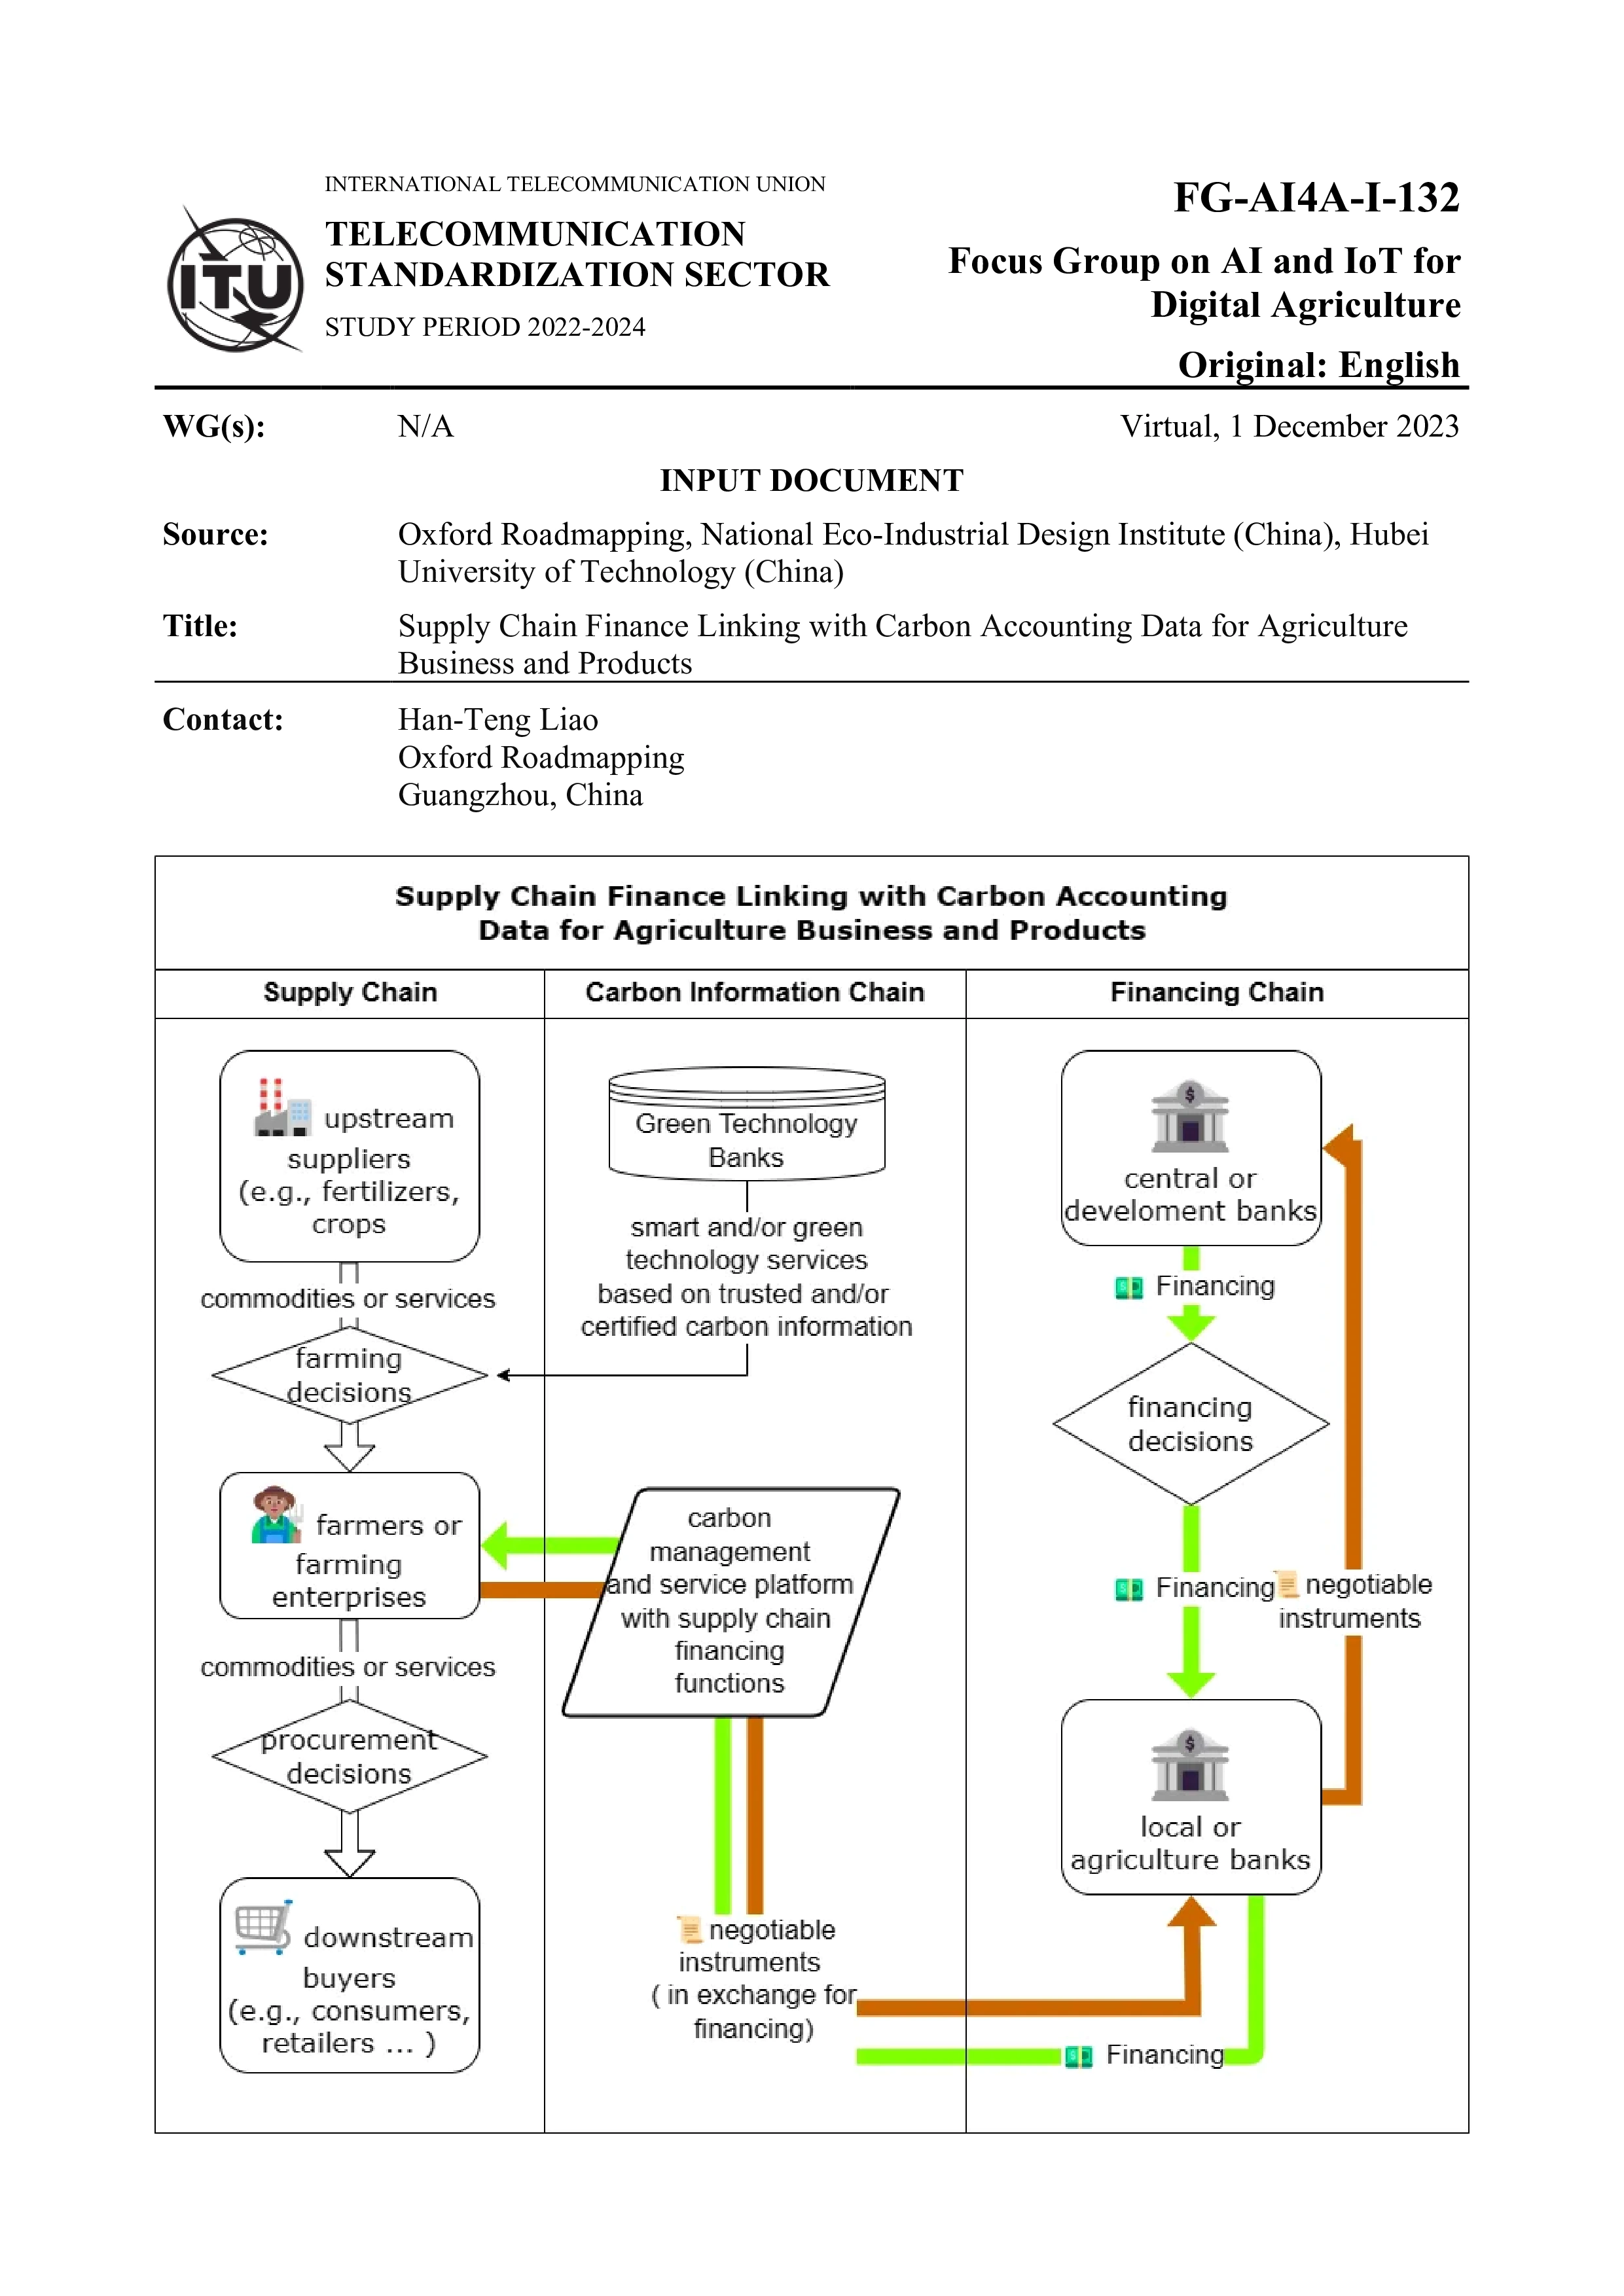 INTERNATIONAL TELECOMMUNICATION UNION
TELECOMMUNICATION
STANDARDIZATION SECTOR
STUDY PERIOD 2022-2024
ITU
FG-AI4A-I-132
Focus Group on AI and IoT for
Digital Agriculture
Original: English
WG(s): N/A Virtual, 1 December 2023
INPUT DOCUMENT
Source: Oxford Roadmapping, National Eco-Industrial Design Institute (China), Hubei
University of Technology (China)
Title: Supply Chain Finance Linking with Carbon Accounting Data for Agriculture
Business and Products
Contact: Han-Teng Liao
Oxford Roadmapping
Guangzhou, China
Supply Chain Finance Linking with Carbon Accounting
Data for Agriculture Business and Products
Supply Chain
Carbon Information Chain
Financing Chain
upstream
suppliers
(e.g., fertilizers,
crops
commodities or services
farming
decisions
farmers or
farming
enterprises
commodities or services
procurement
decisions
downstream
buyers
(e.g., consumers,
retailers ... )
Green Technology
Banks
smart and/or green
technology services
based on trusted and/or
certified carbon information
carbon
management
and service platform
with supply chain
financing
functions
negotiable
instruments
( in exchange for
financing)
$
central or
develoment banks
Financing
financing
decisions
Financing
negotiable
instruments
$
local or
agriculture banks
Financing